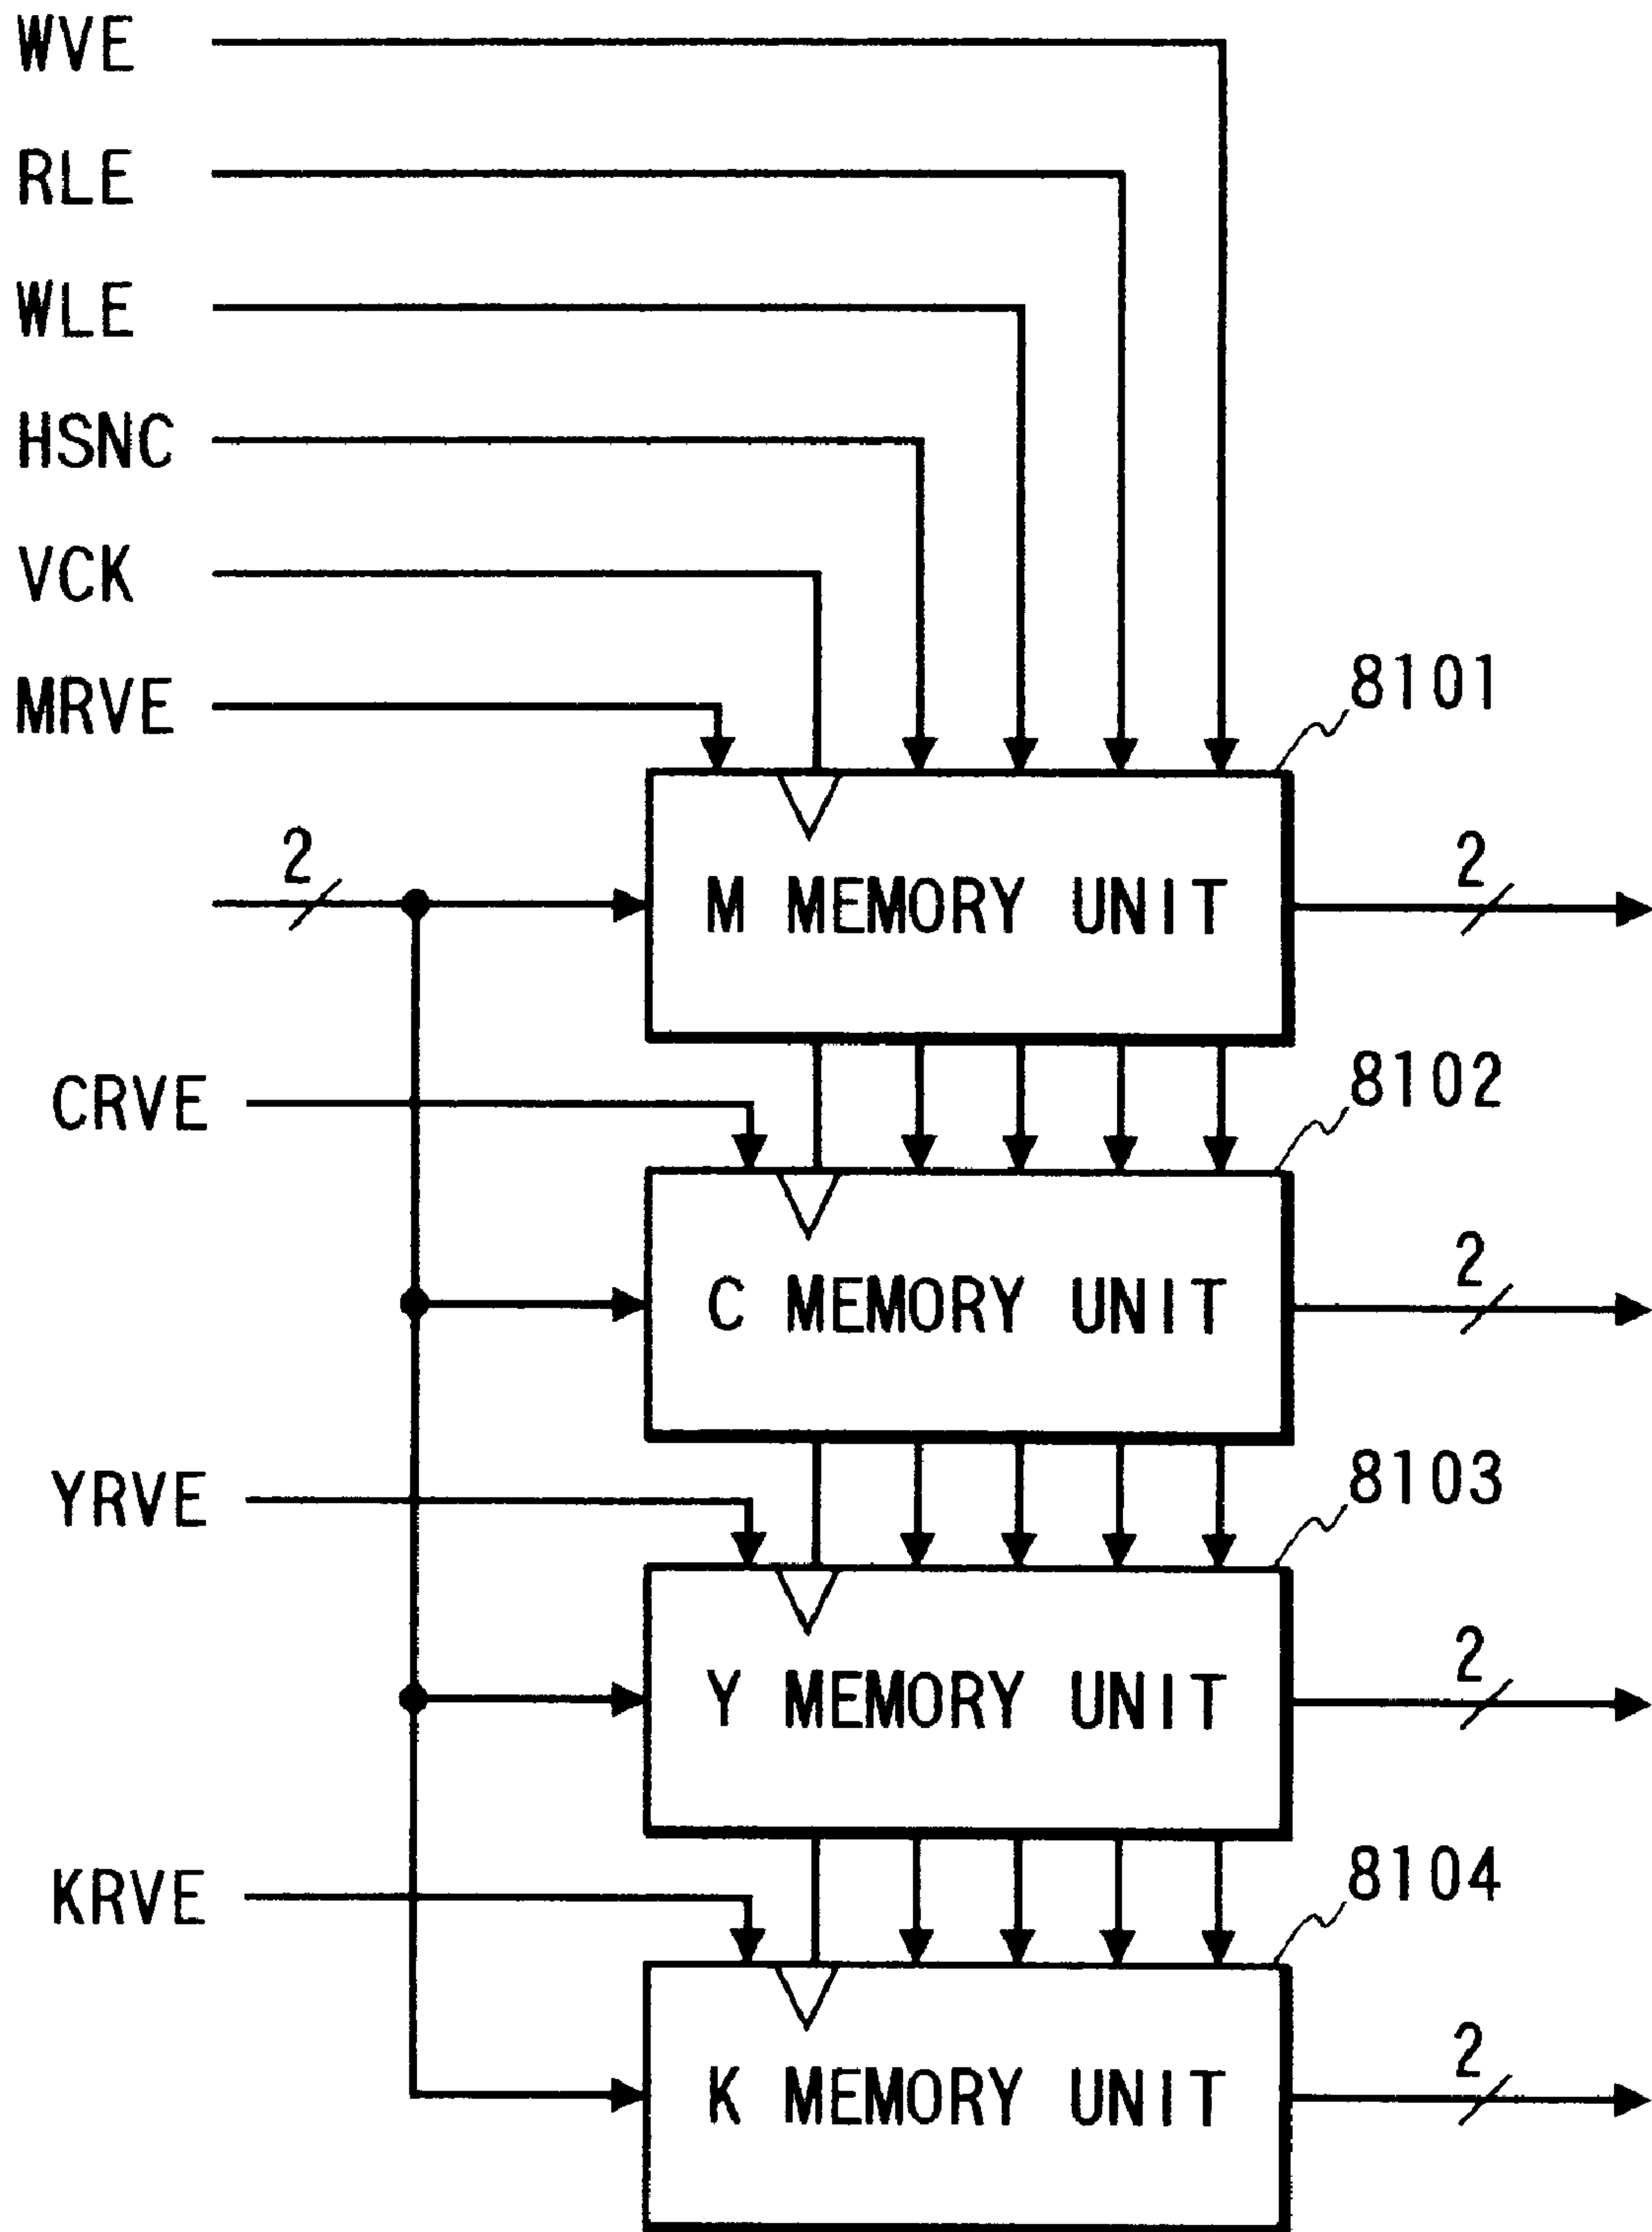 WVE
RLE
WLE
HSNC
VCK
MRVE
8101
2
M MEMORY UNIT
2
CRVE
8102
C MEMORY UNIT
2
YRVE
8103
Y MEMORY UNIT
2
KRVE
8104
K MEMORY UNIT
2